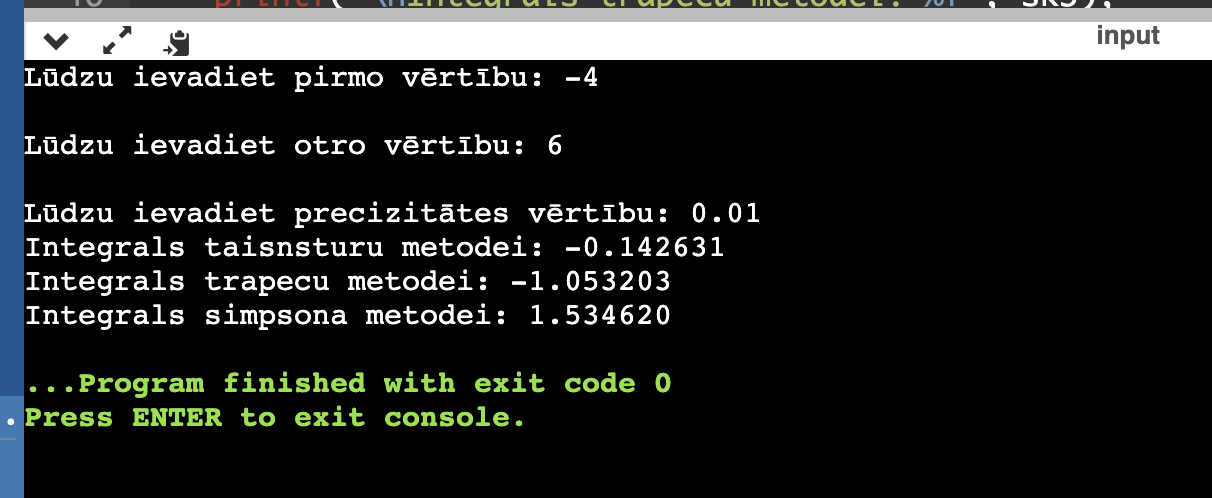 input
Lūdzu ievadiet pirmo vērtību: -4
Lūdzu ievadiet otro vērtību: 6
Lūdzu ievadiet precizitātes vērtību: 0.01
Integrals taisnsturu metodei: -0.142631
Integrals trapecu metodei: -1.053203
Integrals simpsona metodei: 1.534620
...Program finished with exit code 0
Press ENTER to exit console.